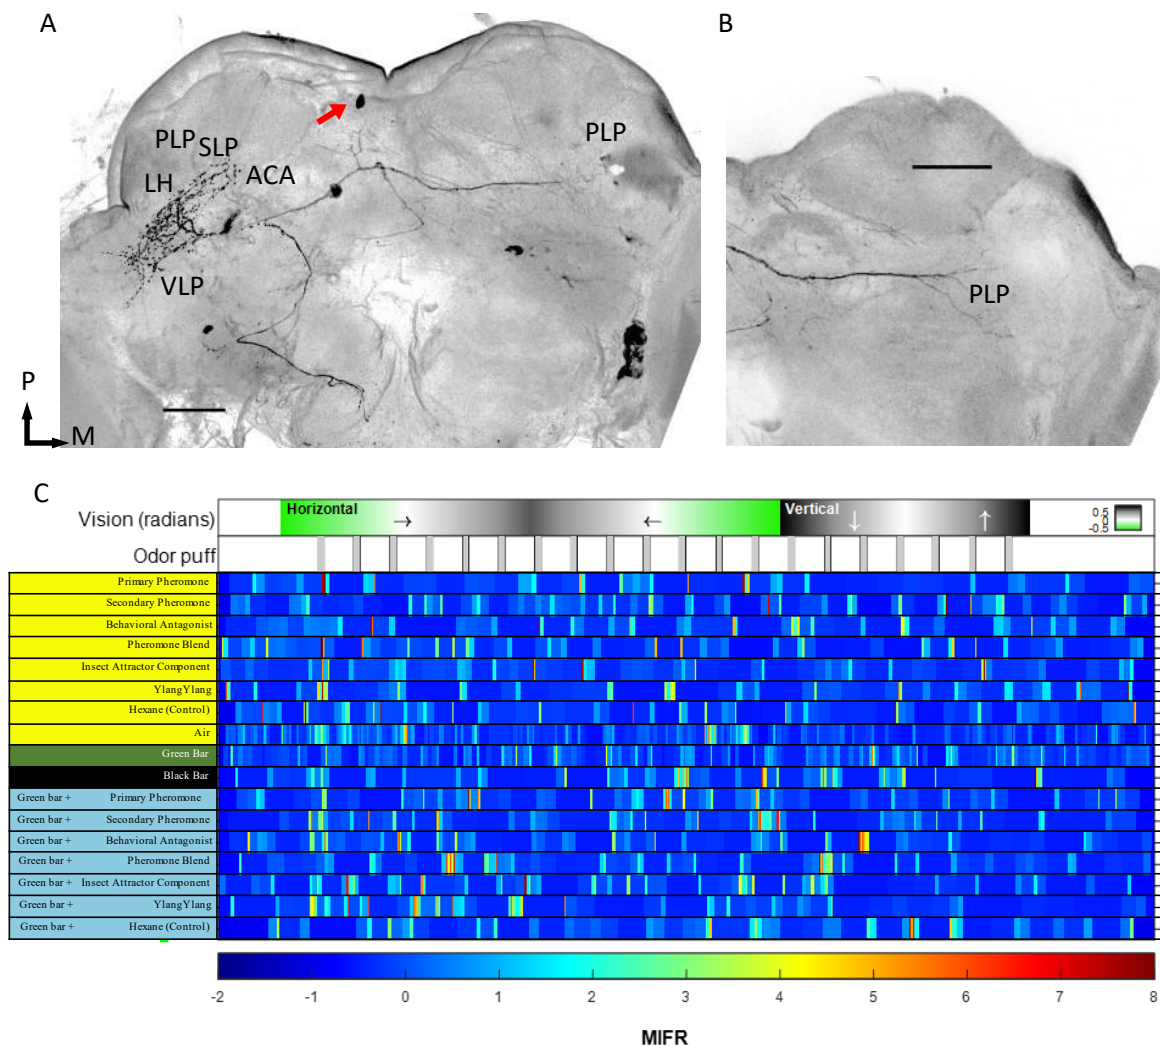 A
B
PLP
SLP
LH
ACA
VLP
PLP
PLP
P
M
C
Vision (radians)
Horizontal
→
←
Vertical
↓
↑
0.5
0
-0.5
Odor puff
Primary Pheromone
Secondary Pheromone
Behavioral Antagonist
Pheromone Blend
Insect Attractor Component
YlangYlang
Hexane (Control)
Air
Green Bar
Black Bar
Green bar + Primary Pheromone
Green bar + Secondary Pheromone
Green bar + Behavioral Antagonist
Green bar + Pheromone Blend
Green bar + Insect Attractor Component
Green bar + YlangYlang
Green bar + Hexane (Control)
-2 -1 0 1 2 3 4 5 6 7 8
MIFR